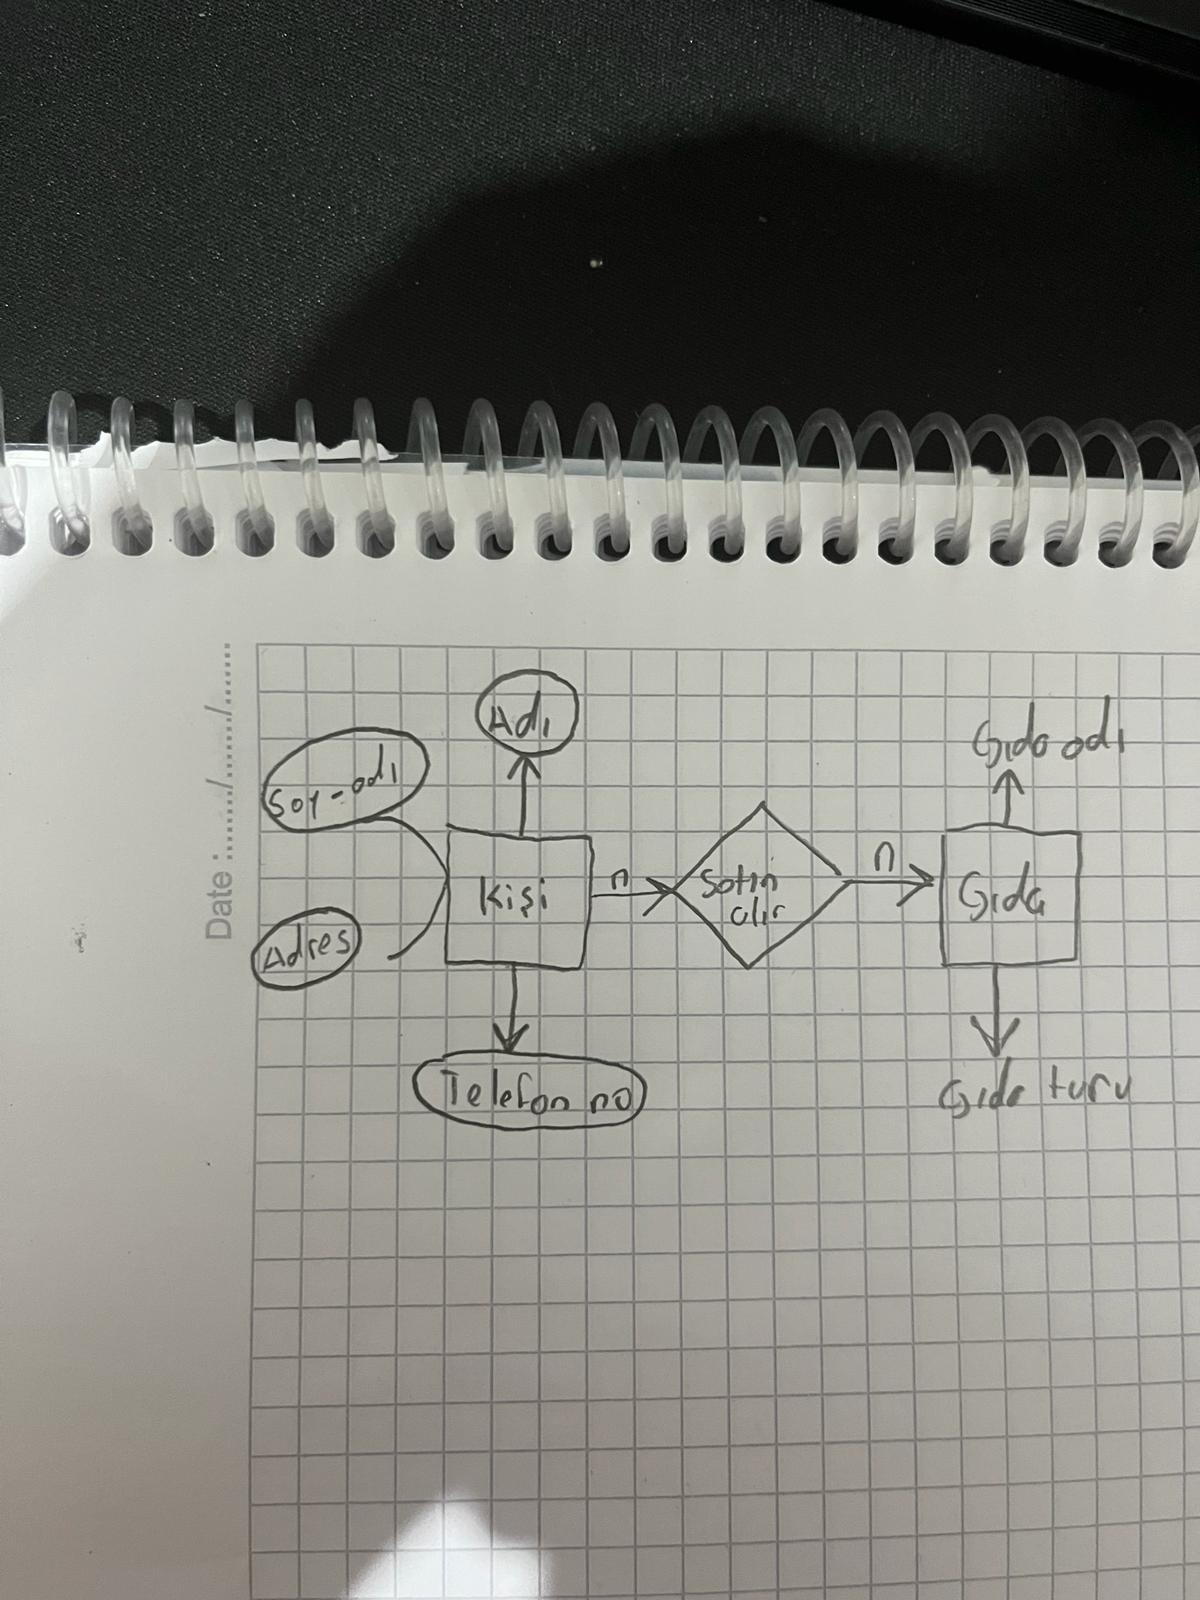 Date : ....../....../......
Adı
Soy-adı
Gıda adı
Kişi
n
Satın
alır
n
Gıda
Adres
Telefon no
Gıda turu